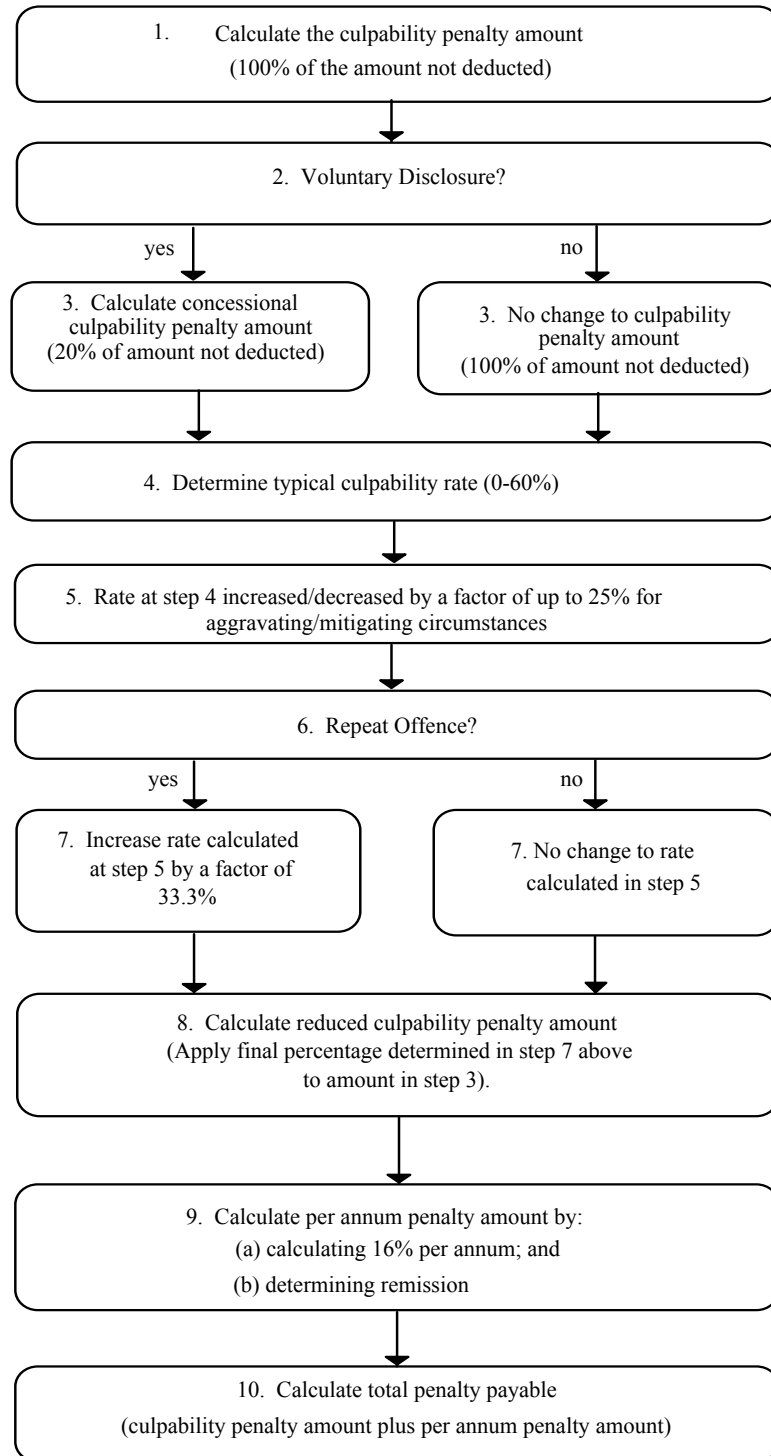 1. Calculate the culpability penalty amount
(100% of the amount not deducted)
2. Voluntary Disclosure?
yes
no
3. Calculate concessional
culpability penalty amount
(20% of amount not deducted)
3. No change to culpability
penalty amount
(100% of amount not deducted)
4. Determine typical culpability rate (0-60%)
5. Rate at step 4 increased/decreased by a factor of up to 25% for
aggravating/mitigating circumstances
6. Repeat Offence?
yes
no
7. Increase rate calculated
at step 5 by a factor of
33.3%
7. No change to rate
calculated in step 5
8. Calculate reduced culpability penalty amount
(Apply final percentage determined in step 7 above
to amount in step 3).
9. Calculate per annum penalty amount by:
(a) calculating 16% per annum; and
(b) determining remission
10. Calculate total penalty payable
(culpability penalty amount plus per annum penalty amount)